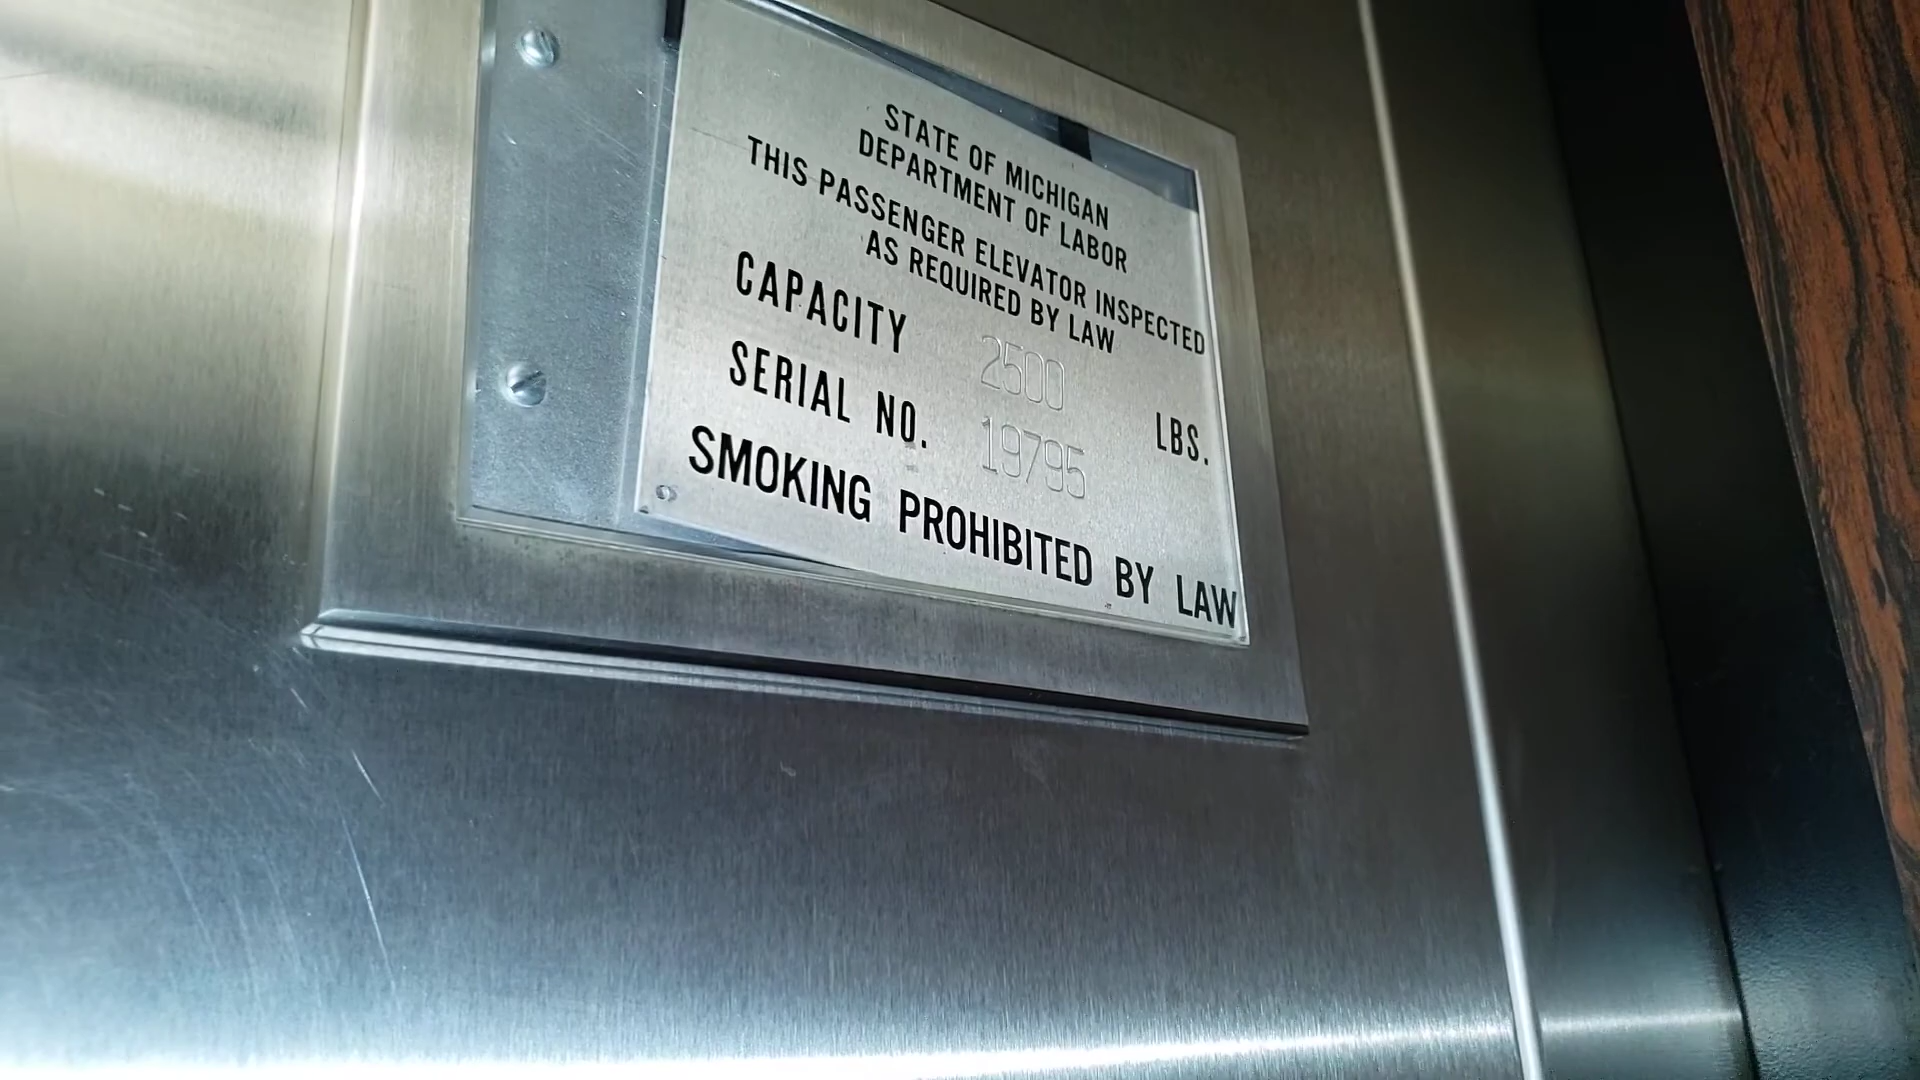 STATE OF MICHIGAN
DEPARTMENT OF LABOR
THIS PASSENGER ELEVATOR INSPECTED
AS REQUIRED BY LAW
CAPACITY 2500 LBS.
SERIAL NO. 19795
SMOKING PROHIBITED BY LAW